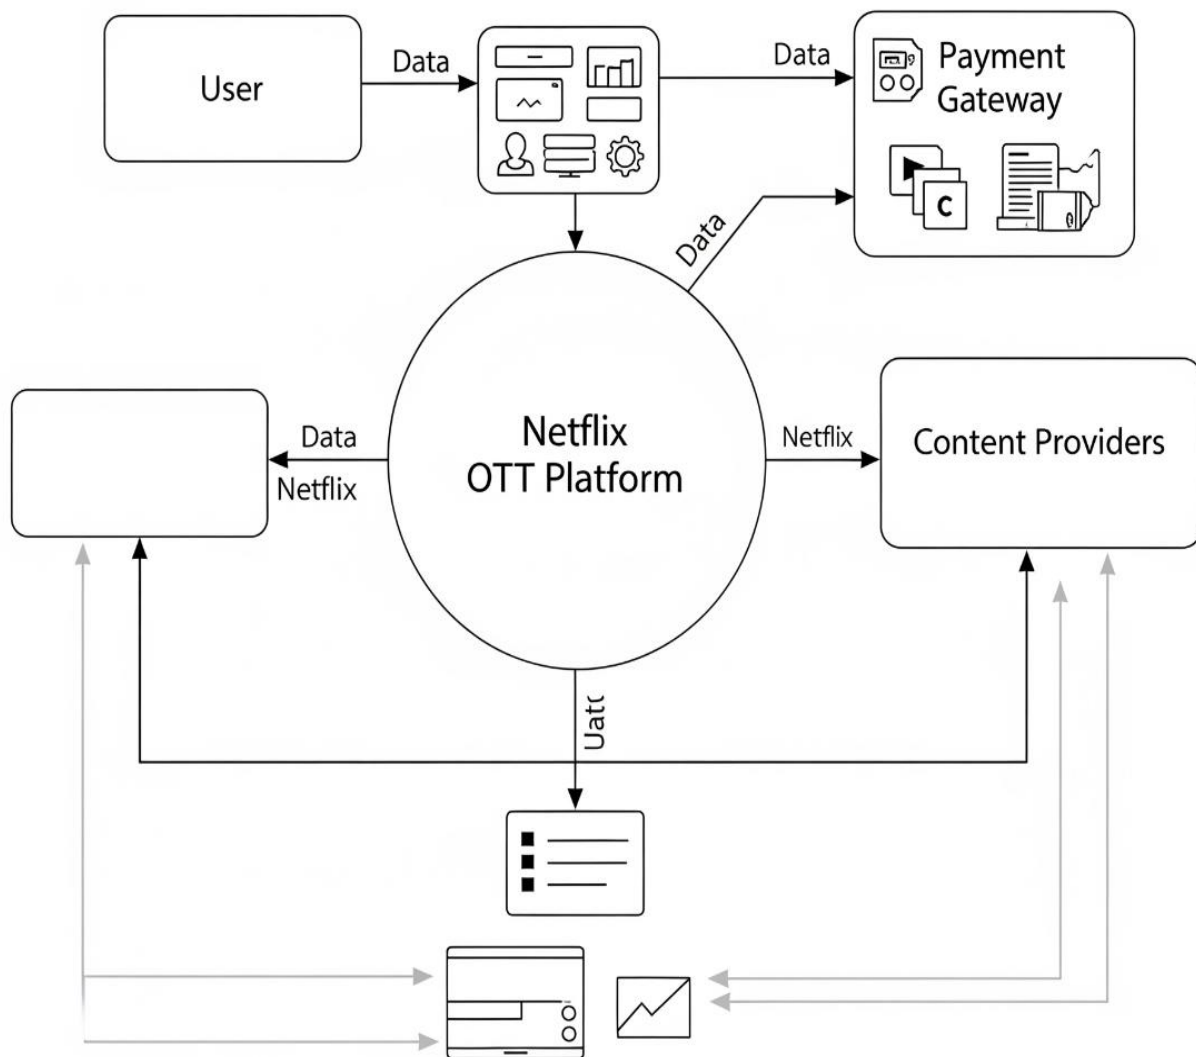 User
Data
Data
Payment
Gateway
C
Data
Netflix
OTT Platform
Data
Netflix
Netflix
Content Providers